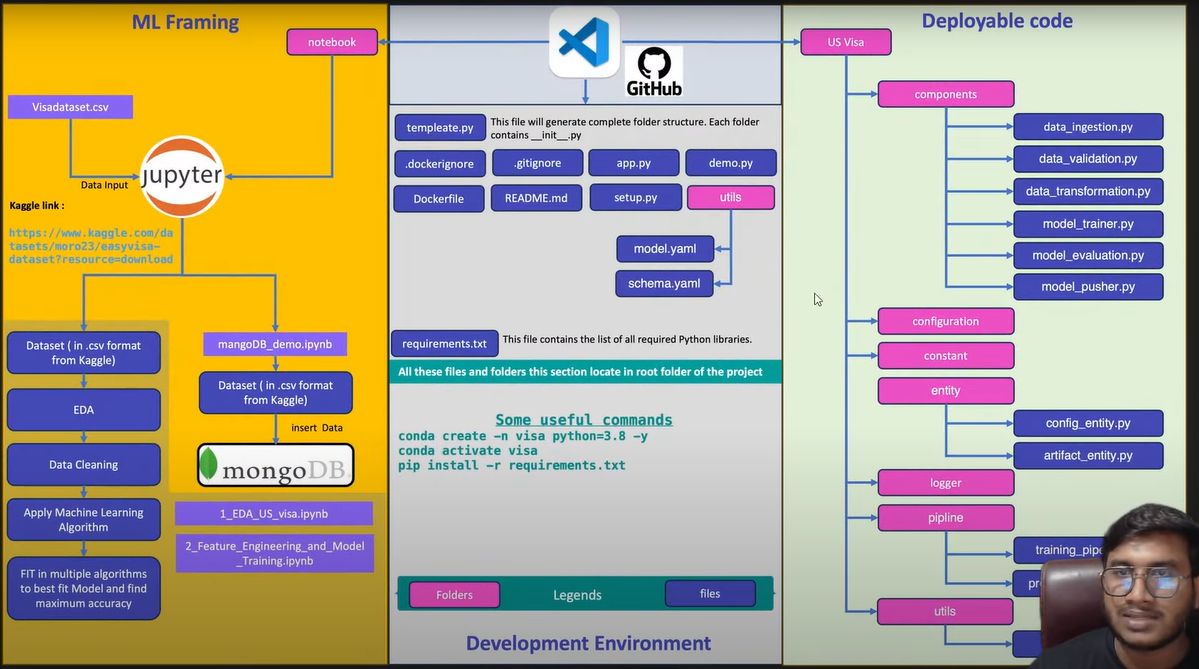 ML Framing
notebook
Visadataset.csv
jupyter
Data Input
Kaggle link :
https://www.kaggle.com/da
tasets/moro23/easyvisa-
dataset?resource=download
Dataset ( in .csv format
from Kaggle)
EDA
Data Cleaning
Apply Machine Learning
Algorithm
FIT in multiple algorithms
to best fit Model and find
maximum accuracy
mangoDB_demo.ipynb
Dataset ( in .csv format
from Kaggle)
insert Data
mongoDB
1_EDA_US_visa.ipynb
2_Feature_Engineering_and_Model
_Training.ipynb
GitHub
templeate.py
This file will generate complete folder structure. Each folder
contains __init__.py
.dockerignore
.gitignore
app.py
demo.py
Dockerfile
README.md
setup.py
utils
model.yaml
schema.yaml
requirements.txt
This file contains the list of all required Python libraries.
All these files and folders this section locate in root folder of the project
Some useful commands
conda create -n visa python=3.8 -y
conda activate visa
pip install -r requirements.txt
Folders
Legends
files
Development Environment
Deployable code
US Visa
components
data_ingestion.py
data_validation.py
data_transformation.py
model_trainer.py
model_evaluation.py
model_pusher.py
configuration
constant
entity
config_entity.py
artifact_entity.py
logger
pipline
utils